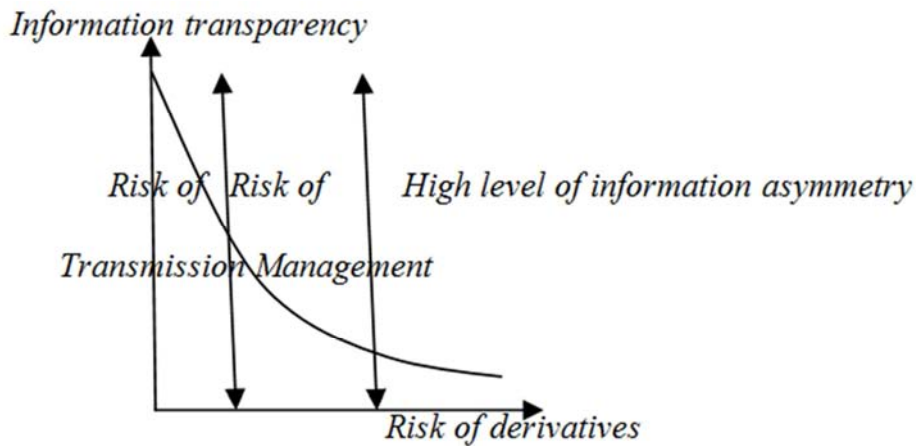 Information transparency
Risk of Risk of High level of information asymmetry
Transmission Management
Risk of derivatives